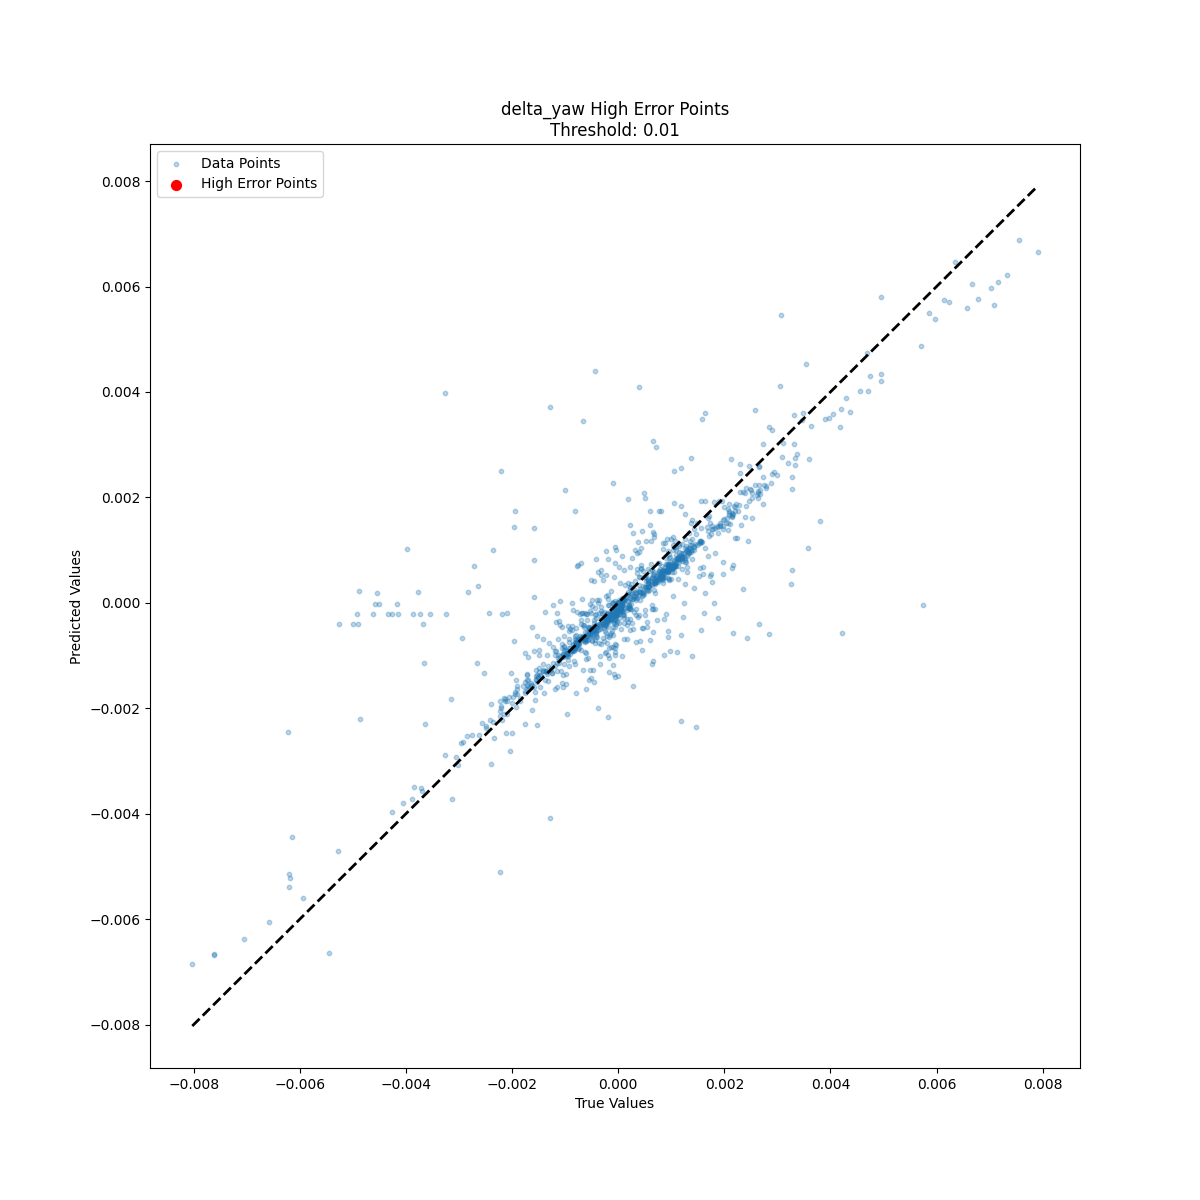 delta_yaw High Error Points
Threshold: 0.01
Data Points
High Error Points
0.008
0.006
0.004
0.002
0.000
−0.002
−0.004
−0.006
−0.008
Predicted Values
−0.008 −0.006 −0.004 −0.002 0.000 0.002 0.004 0.006 0.008
True Values